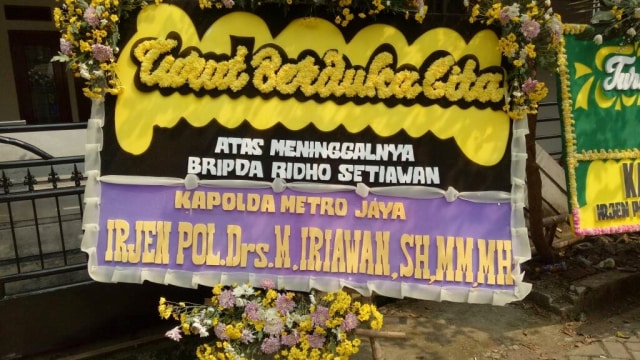 Turut Berduka Cita
ATAS MENINGGALNYA
BRIPDA RIDHO SETIAWAN
KAPOLDA METRO JAYA
IRJEN POL.Drs.M.IRIAWAN,SH,MM,MH